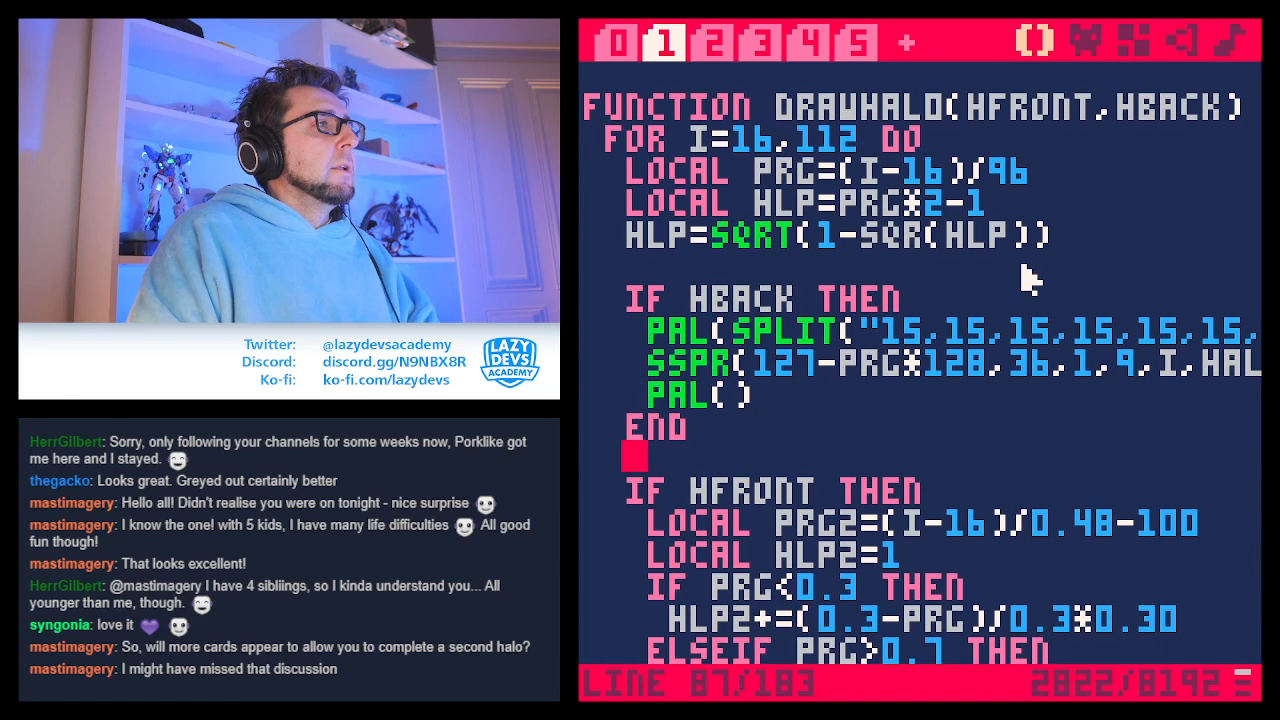 Twitter: @lazydevsacademy
Discord: discord.gg/N9NBX8R
Ko-fi: ko-fi.com/lazydevs
LAZY
DEVS
ACADEMY
HerrGilbert: Sorry, only following your channels for some weeks now, Porklike got
me here and I stayed.
thegacko: Looks great. Greyed out certainly better
mastimagery: Hello all! Didn't realise you were on tonight - nice surprise
mastimagery: I know the one! with 5 kids, I have many life difficulties All good
fun though!
mastimagery: That looks excellent!
HerrGilbert: @mastimagery I have 4 sibliings, so I kinda understand you... All
younger than me, though.
syngonia: love it
mastimagery: So, will more cards appear to allow you to complete a second halo?
mastimagery: I might have missed that discussion
0 1 2 3 4 5 +
FUNCTION DRAWHALO(HFRONT,HBACK)
FOR I=16,112 DO
LOCAL PRG=(I-16)/96
LOCAL HLP=PRG*2-1
HLP=SQRT(1-SQR(HLP))
IF HBACK THEN
PAL(SPLIT("15,15,15,15,15,15,
SSPR(127-PRG*128,36,1,9,I,HAL
PAL()
END
IF HFRONT THEN
LOCAL PRG2=(I-16)/0.48-100
LOCAL HLP2=1
IF PRG<0.3 THEN
HLP2+=(0.3-PRG)/0.3*0.30
ELSEIF PRG>0.7 THEN
LINE 87/183 2822/8192